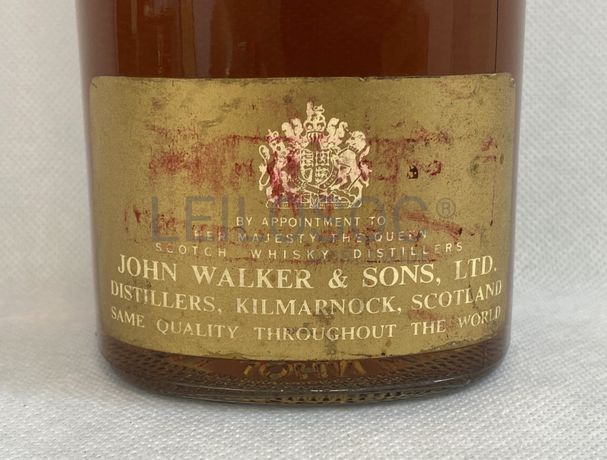 BY APPOINTMENT TO
HER MAJESTY THE QUEEN
SCOTCH WHISKY DISTILLERS
JOHN WALKER & SONS, LTD.
DISTILLERS, KILMARNOCK, SCOTLAND
SAME QUALITY THROUGHOUT THE WORLD